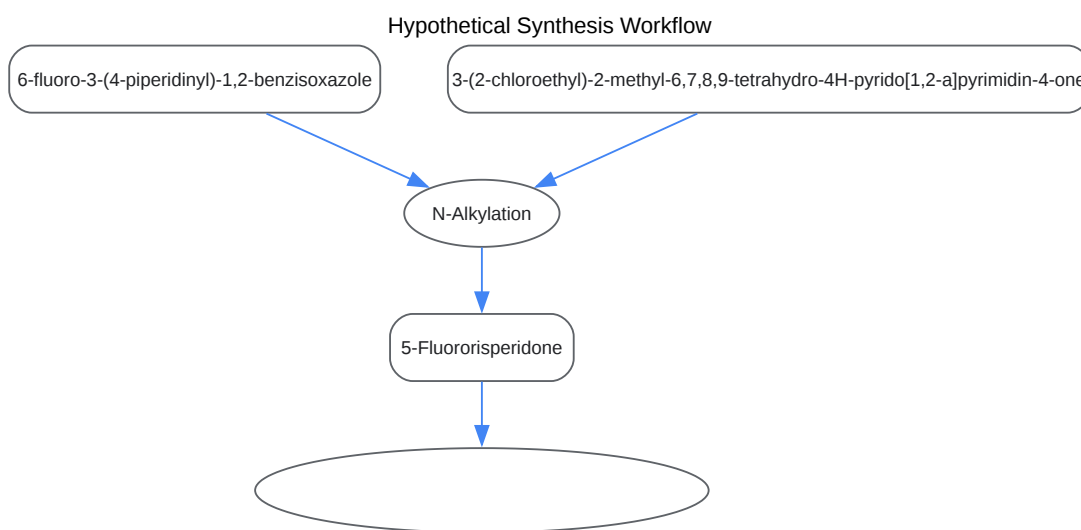 Hypothetical Synthesis Workflow
6-fluoro-3-(4-piperidinyl)-1,2-benzisoxazole
3-(2-chloroethyl)-2-methyl-6,7,8,9-tetrahydro-4H-pyrido[1,2-a]pyrimidin-4-one
N-Alkylation
5-Fluororisperidone